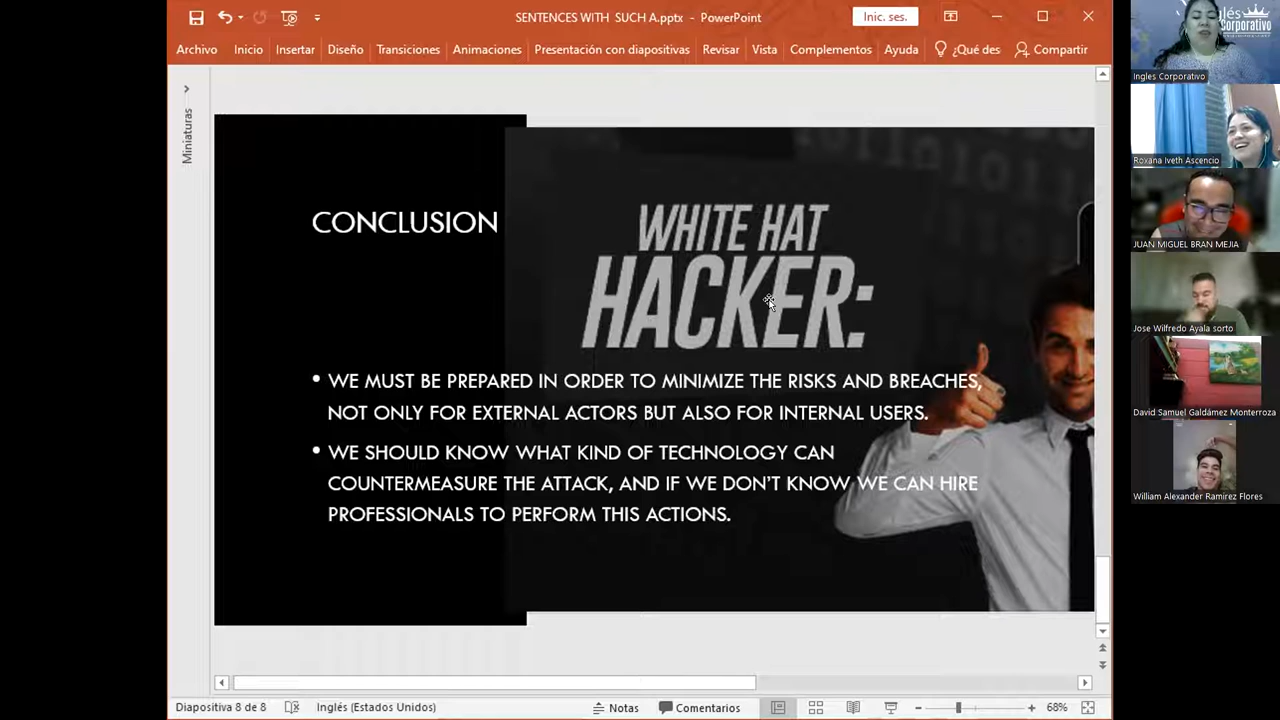 SENTENCES WITH SUCH A.pptx - PowerPoint
Inic. ses.
Archivo Inicio Insertar Diseño Transiciones Animaciones Presentación con diapositivas Revisar Vista Complementos Ayuda ¿Qué des Compartir
Miniaturas
CONCLUSION
WHITE HAT
HACKER:
• WE MUST BE PREPARED IN ORDER TO MINIMIZE THE RISKS AND BREACHES,
NOT ONLY FOR EXTERNAL ACTORS BUT ALSO FOR INTERNAL USERS.
• WE SHOULD KNOW WHAT KIND OF TECHNOLOGY CAN
COUNTERMEASURE THE ATTACK, AND IF WE DON'T KNOW WE CAN HIRE
PROFESSIONALS TO PERFORM THIS ACTIONS.
Diapositiva 8 de 8 Inglés (Estados Unidos) Notas Comentarios 68%
Corporativo
Ingles Corporativo
Roxana Iveth Ascencio
JUAN MIGUEL BRAN MEJIA
Jose Wilfredo Ayala sorto
David Samuel Galdámez Monterroza
William Alexander Ramirez Flores